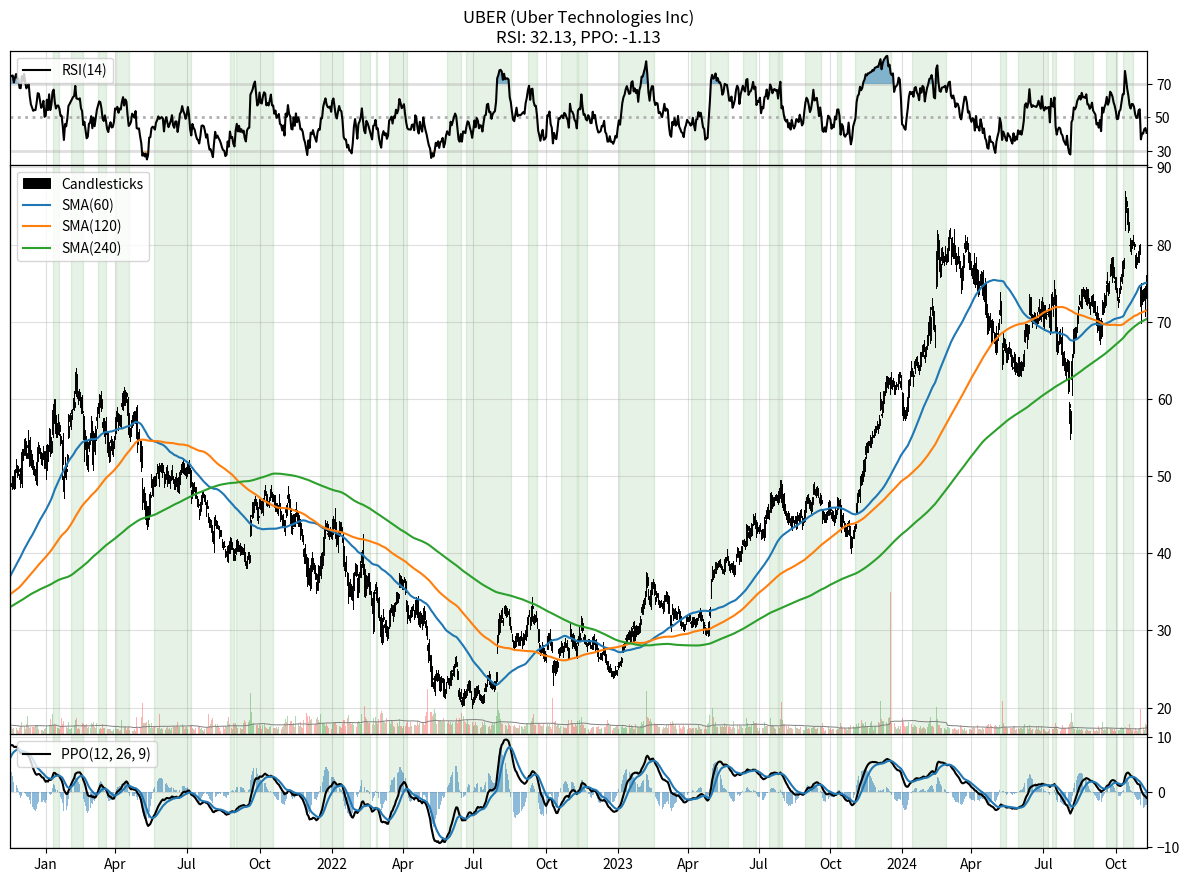 UBER (Uber Technologies Inc)
RSI: 32.13, PPO: -1.13
RSI(14)
70
50
30
Candlesticks
SMA(60)
SMA(120)
SMA(240)
90
80
70
60
50
40
30
20
PPO(12, 26, 9)
10
0
−10
Jan Apr Jul Oct 2022 Apr Jul Oct 2023 Apr Jul Oct 2024 Apr Jul Oct